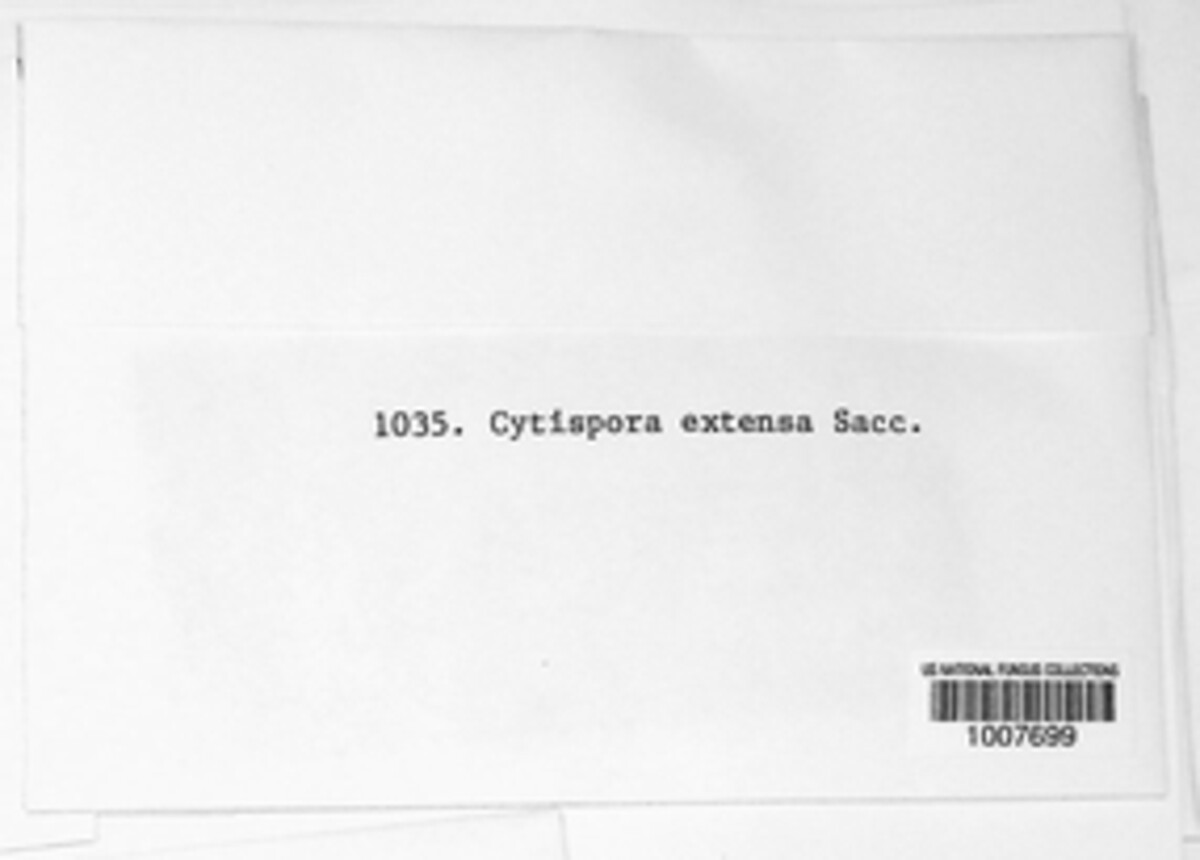 1035. Cytispora extensa Sacc.
US NATIONAL FUNGUS COLLECTIONS
1007699